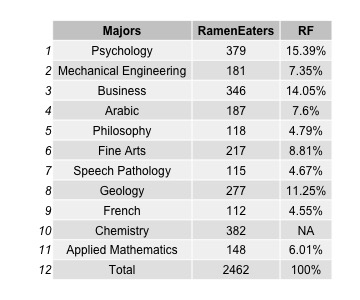 Majors RamenEaters RF
1 Psychology 379 15.39%
2 Mechanical Engineering 181 7.35%
3 Business 346 14.05%
4 Arabic 187 7.6%
5 Philosophy 118 4.79%
6 Fine Arts 217 8.81%
7 Speech Pathology 115 4.67%
8 Geology 277 11.25%
9 French 112 4.55%
10 Chemistry 382 NA
11 Applied Mathematics 148 6.01%
12 Total 2462 100%